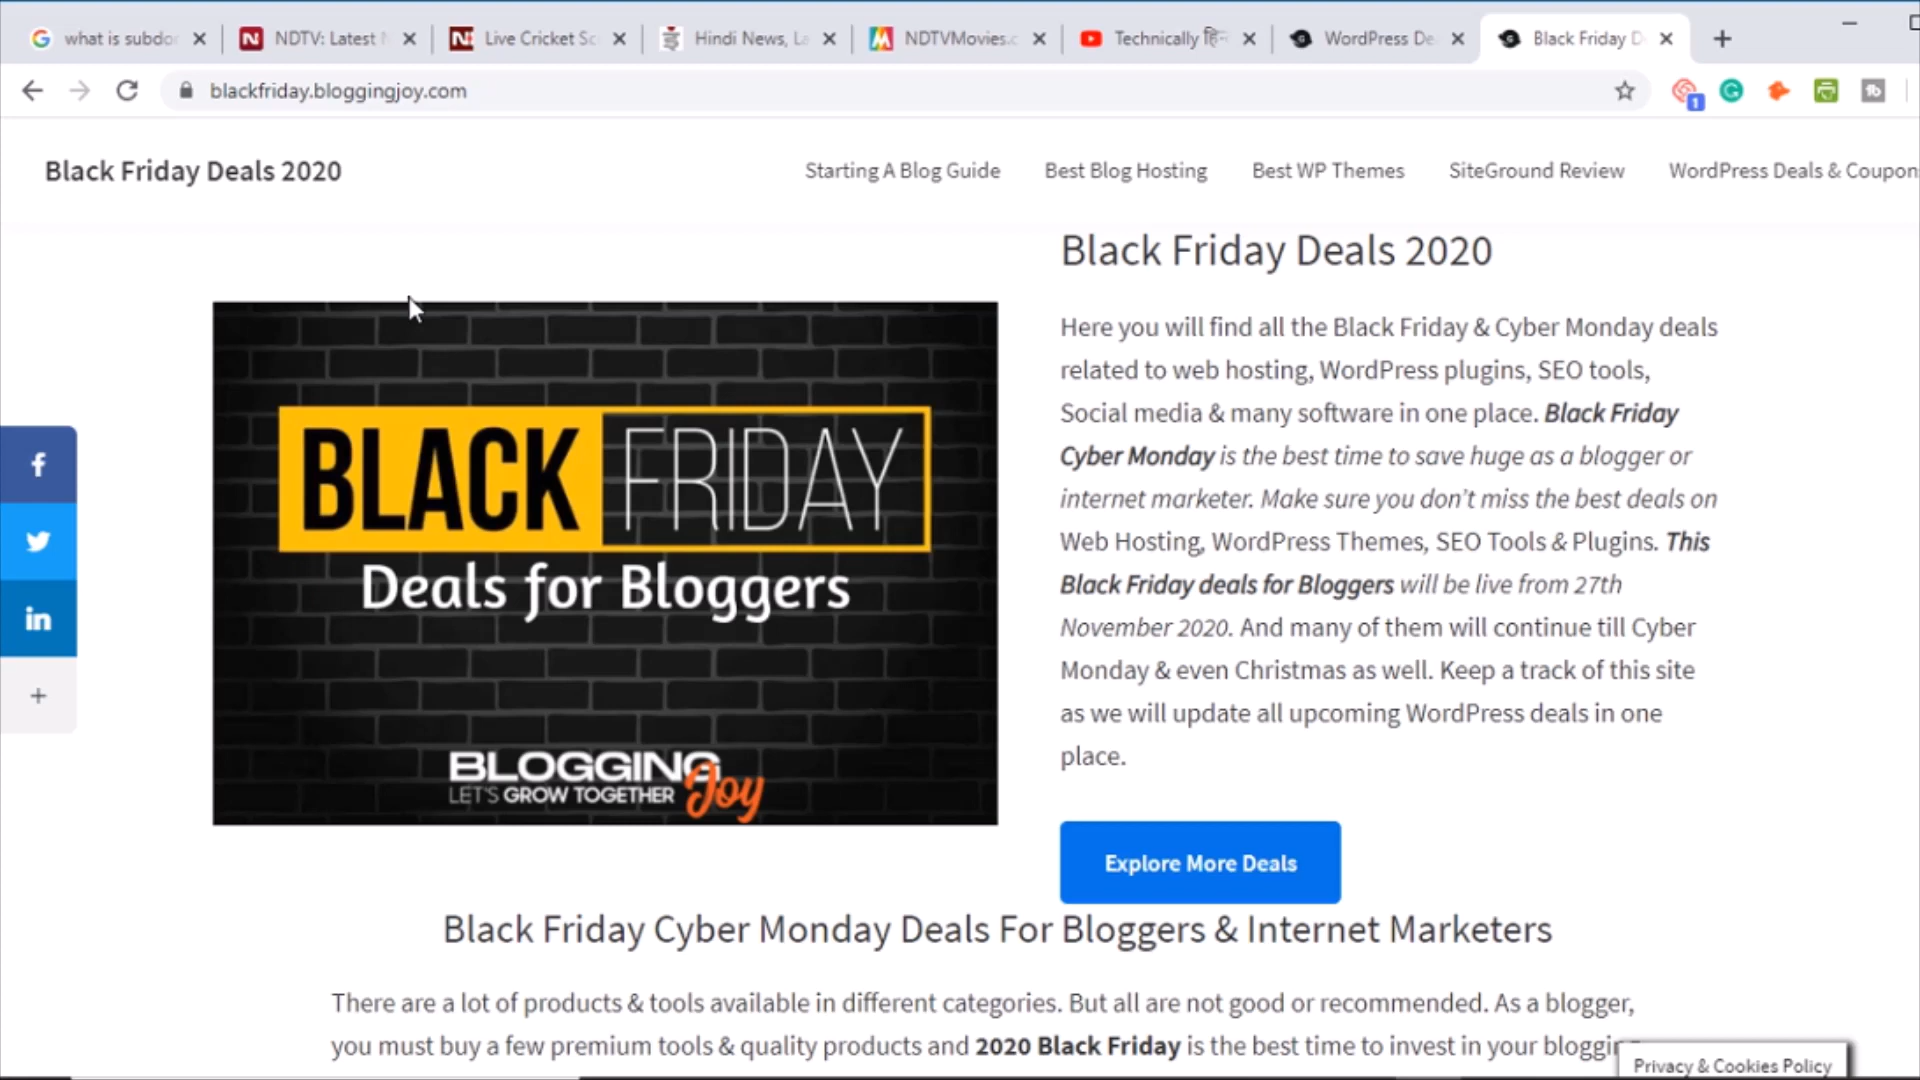 what is subdo
NDTV: Latest
Live Cricket Sc
Hindi News, La
NDTVMovies.c
Technically हिन्
WordPress De
Black Friday D
blackfriday.bloggingjoy.com
1
Black Friday Deals 2020
Starting A Blog Guide
Best Blog Hosting
Best WP Themes
SiteGround Review
WordPress Deals & Coupon
Black Friday Deals 2020
Here you will find all the Black Friday & Cyber Monday deals
related to web hosting, WordPress plugins, SEO tools,
Social media & many software in one place. Black Friday
Cyber Monday is the best time to save huge as a blogger or
internet marketer. Make sure you don't miss the best deals on
Web Hosting, WordPress Themes, SEO Tools & Plugins. This
Black Friday deals for Bloggers will be live from 27th
November 2020. And many of them will continue till Cyber
Monday & even Christmas as well. Keep a track of this site
as we will update all upcoming WordPress deals in one
place.
BLACK FRIDAY
Deals for Bloggers
BLOGGING
LET'S GROW TOGETHER Joy
Explore More Deals
Black Friday Cyber Monday Deals For Bloggers & Internet Marketers
There are a lot of products & tools available in different categories. But all are not good or recommended. As a blogger,
you must buy a few premium tools & quality products and 2020 Black Friday is the best time to invest in your blogging
Privacy & Cookies Policy